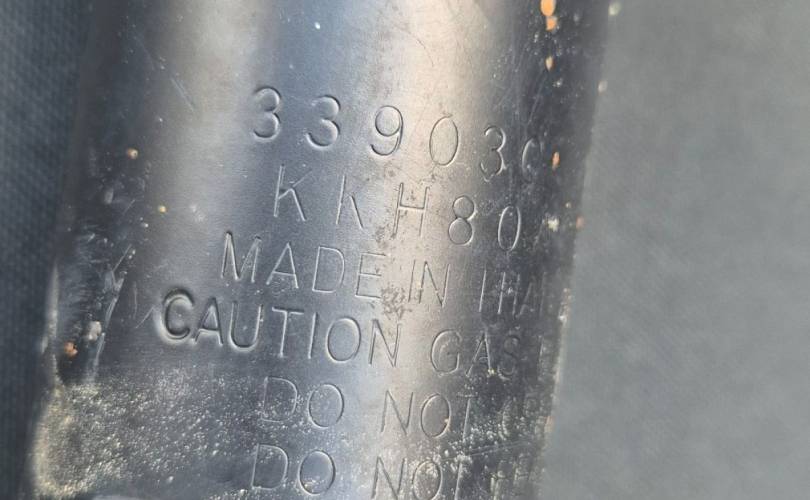 33903
KKH80
MADE IN
CAUTION GAS
DO NOT
DO NOT